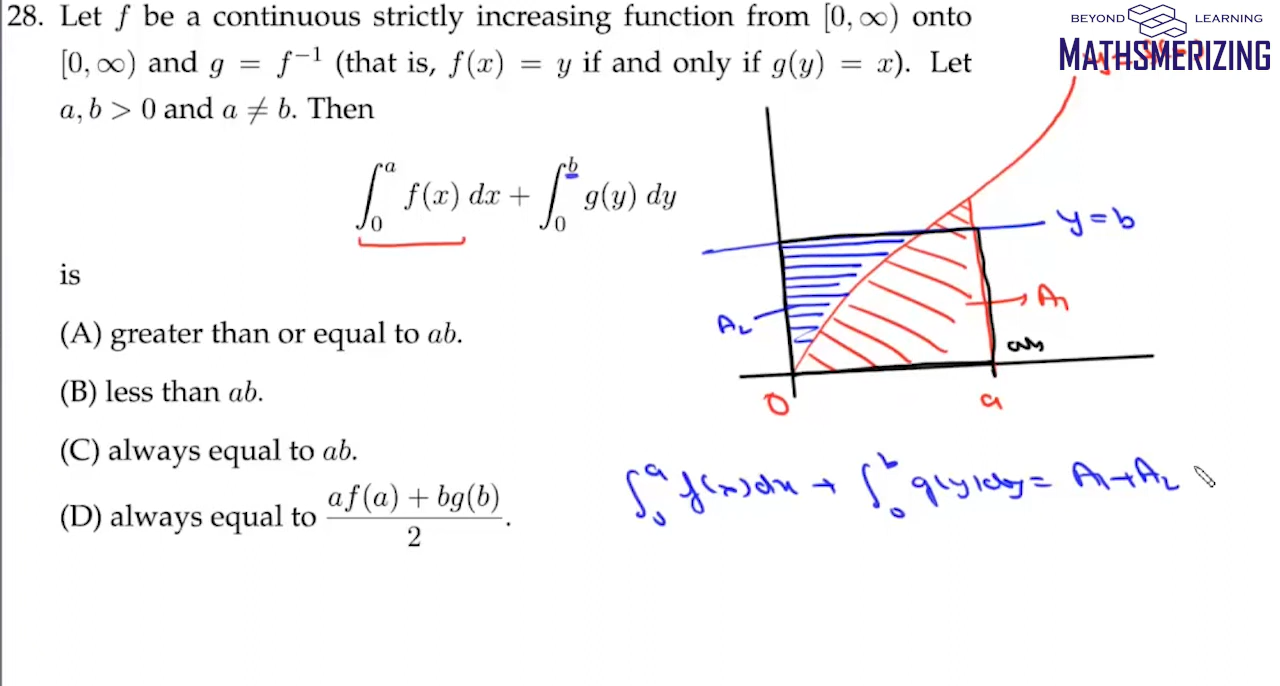 28. Let f be a continuous strictly increasing function from [0, ∞) onto
[0, ∞) and g = f⁻¹ (that is, f(x) = y if and only if g(y) = x). Let
a, b > 0 and a ≠ b. Then
∫₀ᵃ f(x) dx + ∫₀ᵇ g(y) dy
is
(A) greater than or equal to ab.
(B) less than ab.
(C) always equal to ab.
(D) always equal to (af(a) + bg(b))/2.
BEYOND LEARNING
MATHSMERIZING
y = b
A₂
A₁
ab
0
a
∫₀ᵃ f(x)dx + ∫₀ᵇ g(y)dy = A₁+A₂